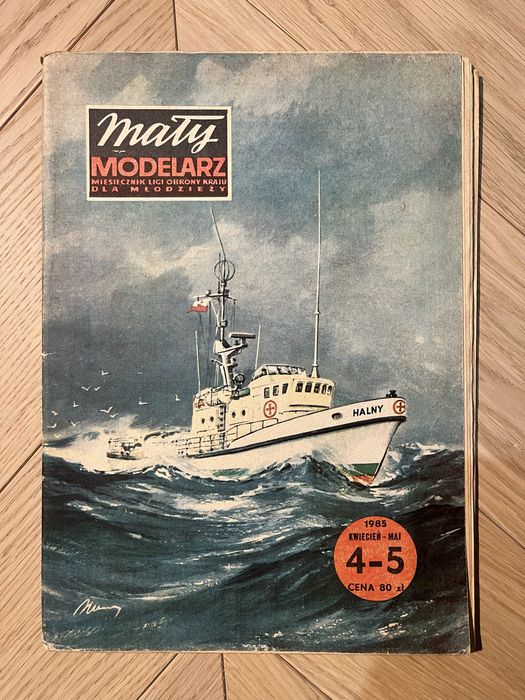 Mały
MODELARZ
MIESIĘCZNIK LIGI OBRONY KRAJU
DLA MŁODZIEŻY
HALNY
1985
KWIECIEŃ - MAJ
4-5
CENA 80 zł